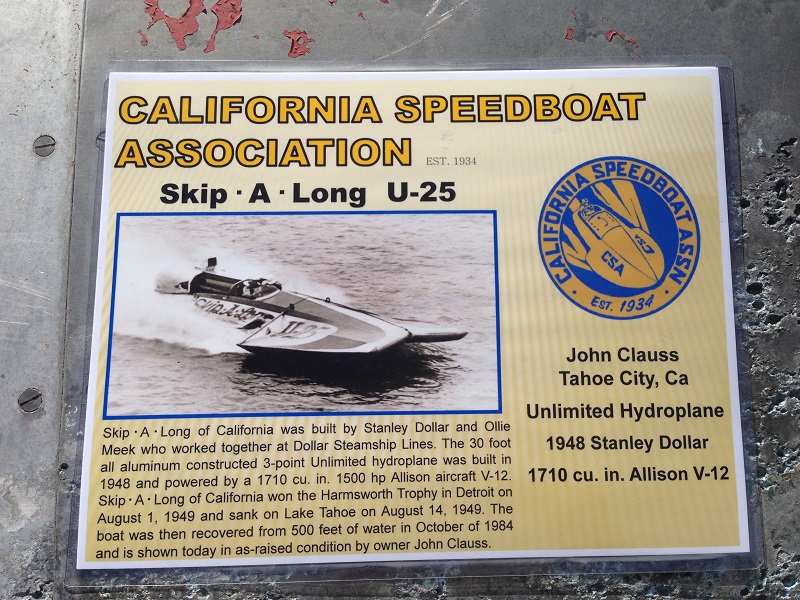 CALIFORNIA SPEEDBOAT
ASSOCIATION EST. 1934
Skip · A · Long U-25
CALIFORNIA SPEEDBOAT ASSN
CSA
· EST. 1934 ·
John Clauss
Tahoe City, Ca
Unlimited Hydroplane
1948 Stanley Dollar
1710 cu. in. Allison V-12
Skip · A · Long of California was built by Stanley Dollar and Ollie
Meek who worked together at Dollar Steamship Lines. The 30 foot
all aluminum constructed 3-point Unlimited hydroplane was built in
1948 and powered by a 1710 cu. in. 1500 hp Allison aircraft V-12.
Skip · A · Long of California won the Harmsworth Trophy in Detroit on
August 1, 1949 and sank on Lake Tahoe on August 14, 1949. The
boat was then recovered from 500 feet of water in October of 1984
and is shown today in as-raised condition by owner John Clauss.